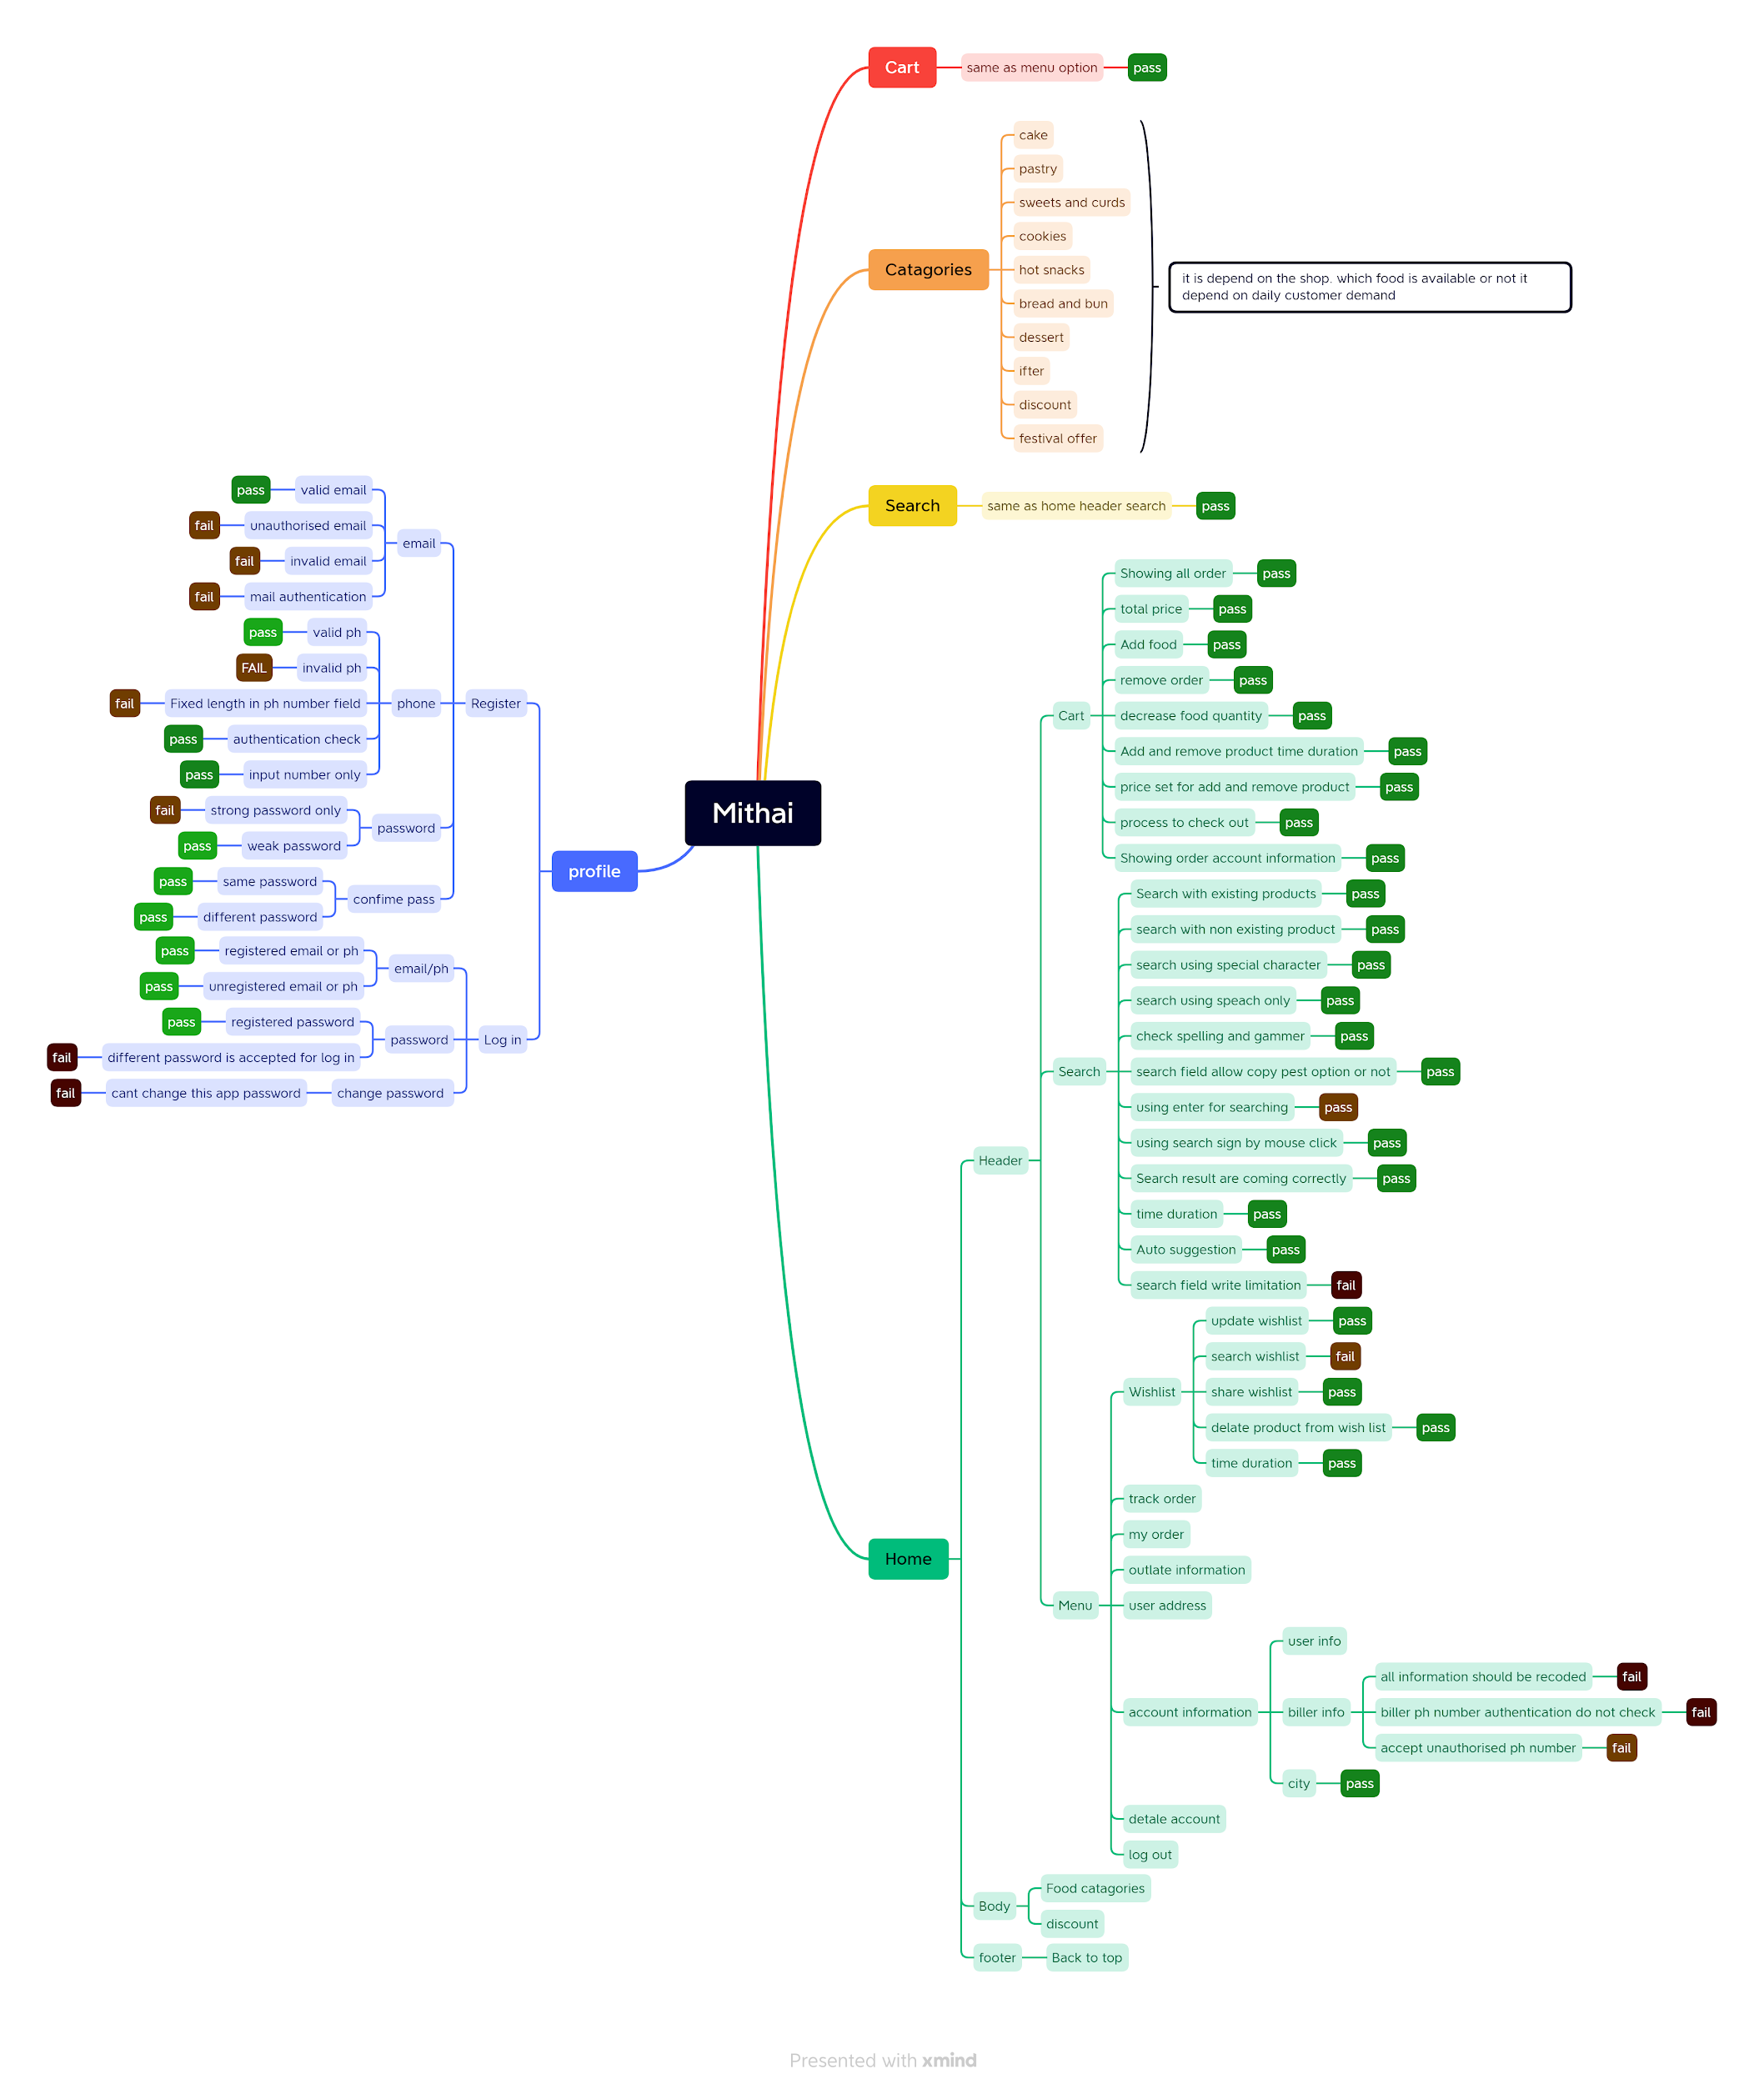 Cart
same as menu option
pass
Catagories
cake
pastry
sweets and curds
cookies
hot snacks
bread and bun
dessert
ifter
discount
festival offer
it is depend on the shop. which food is available or not it
depend on daily customer demand
Search
same as home header search
pass
Mithai
profile
Register
email
valid email
pass
unauthorised email
fail
invalid email
fail
mail authentication
fail
phone
valid ph
pass
invalid ph
FAIL
Fixed length in ph number field
fail
authentication check
pass
input number only
pass
password
strong password only
fail
weak password
pass
confime pass
same password
pass
different password
pass
Log in
email/ph
registered email or ph
pass
unregistered email or ph
pass
password
registered password
pass
different password is accepted for log in
fail
change password
cant change this app password
fail
Home
Header
Cart
Showing all order
pass
total price
pass
Add food
pass
remove order
pass
decrease food quantity
pass
Add and remove product time duration
pass
price set for add and remove product
pass
process to check out
pass
Showing order account information
pass
Search
Search with existing products
pass
search with non existing product
pass
search using special character
pass
search using speach only
pass
check spelling and gammer
pass
search field allow copy pest option or not
pass
using enter for searching
pass
using search sign by mouse click
pass
Search result are coming correctly
pass
time duration
pass
Auto suggestion
pass
search field write limitation
fail
Menu
Wishlist
update wishlist
pass
search wishlist
fail
share wishlist
pass
delate product from wish list
pass
time duration
pass
track order
my order
outlate information
user address
account information
user info
biller info
all information should be recoded
fail
biller ph number authentication do not check
fail
accept unauthorised ph number
fail
city
pass
detale account
log out
Body
Food catagories
discount
footer
Back to top
Presented with xmind